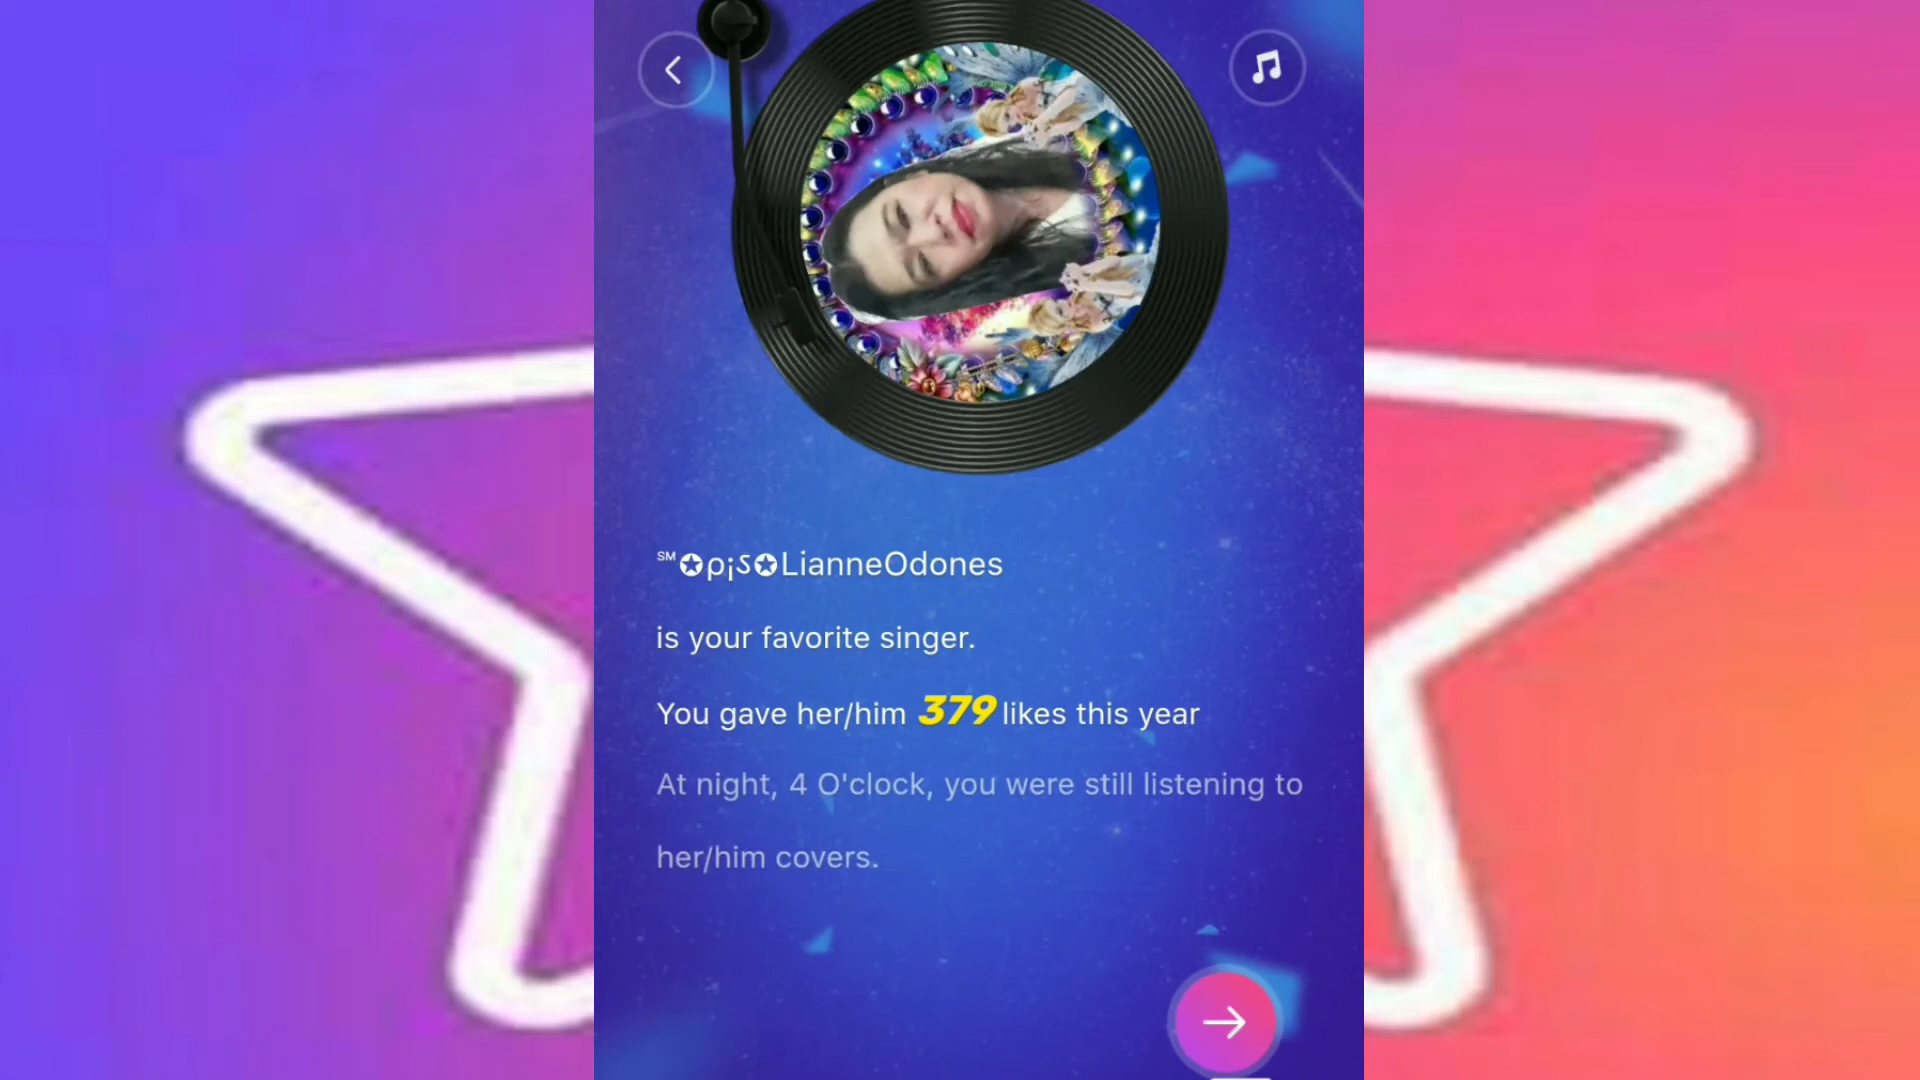 ℠✪ρ¡ട✪LianneOdones
is your favorite singer.
You gave her/him 379 likes this year
At night, 4 O'clock, you were still listening to
her/him covers.